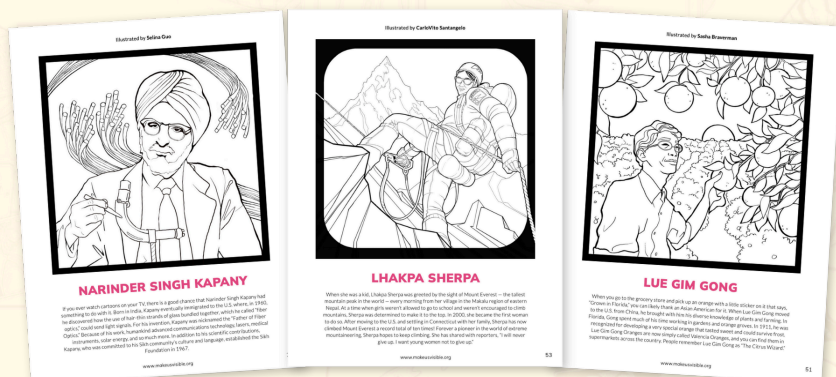 Illustrated by Selina Guo
NARINDER SINGH KAPANY
If you ever watch cartoons on your TV, there is a good chance that Narinder Singh Kapany had
something to do with it. Born in India, Kapany eventually immigrated to the U.S. where, in 1960,
he discovered how the use of hair-thin strands of glass bundled together, which he called "fiber
optics," could send light signals. For his invention, Kapany was nicknamed the "Father of Fiber
Optics." Because of his work, humankind advanced communications technology, lasers, medical
instruments, solar energy, and so much more. In addition to his scientific contributions,
Kapany, who was committed to his Sikh community's culture and language, established the Sikh
Foundation in 1967.
www.makeusvisible.org
Illustrated by CarloVito Santangelo
LHAKPA SHERPA
When she was a kid, Lhakpa Sherpa was greeted by the sight of Mount Everest — the tallest
mountain peak in the world — every morning from her village in the Makalu region of eastern
Nepal. At a time when girls weren't allowed to go to school and weren't encouraged to climb
mountains, Sherpa was determined to make it to the top. In 2000, she became the first woman
to do so. After moving to the U.S. and settling in Connecticut with her family, Sherpa has now
climbed Mount Everest a record total of ten times! Forever a pioneer in the world of extreme
mountaineering, Sherpa hopes to keep climbing. She has shared with reporters, "I will never
give up. I want young women not to give up."
www.makeusvisible.org
53
Illustrated by Sasha Braverman
LUE GIM GONG
When you go to the grocery store and pick up an orange with a little sticker on it that says,
"Grown in Florida," you can likely thank an Asian American for it. When Lue Gim Gong moved
to the U.S. from China, he brought with him his family's knowledge of plants and farming. In
Florida, Gong spent much of his time working in gardens and orange groves. In 1911, he was
recognized for developing a very special orange that tasted sweet and could survive frost.
Lue Gim Gong Oranges are now simply called Valencia Oranges, and you can find them in
supermarkets across the country. People remember Lue Gim Gong as "The Citrus Wizard."
www.makeusvisible.org
51